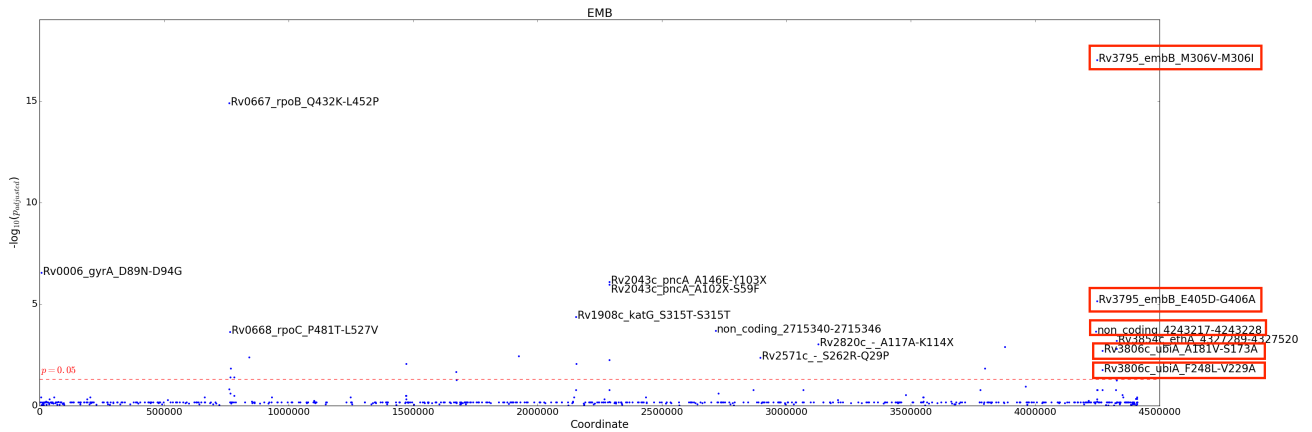 EMB
Rv3795_embB_M306V-M306I
15
Rv0667_rpoB_Q432K-L452P
10
-log10(padjusted)
Rv0006_gyrA_D89N-D94G
Rv2043c_pncA_A146E-Y103X
Rv2043c_pncA_A102X-S59F
5
Rv3795_embB_E405D-G406A
Rv1908c_katG_S315T-S315T
Rv0668_rpoC_P481T-L527V
non_coding_2715340-2715346
non_coding_4243217-4243228
Rv3854c_ethA_4327289-4327520
Rv2820c_-_A117A-K114X
Rv3806c_ubiA_A181V-S173A
Rv2571c_-_S262R-Q29P
p = 0.05
Rv3806c_ubiA_F248L-V229A
0
0 500000 1000000 1500000 2000000 2500000 3000000 3500000 4000000 4500000
Coordinate